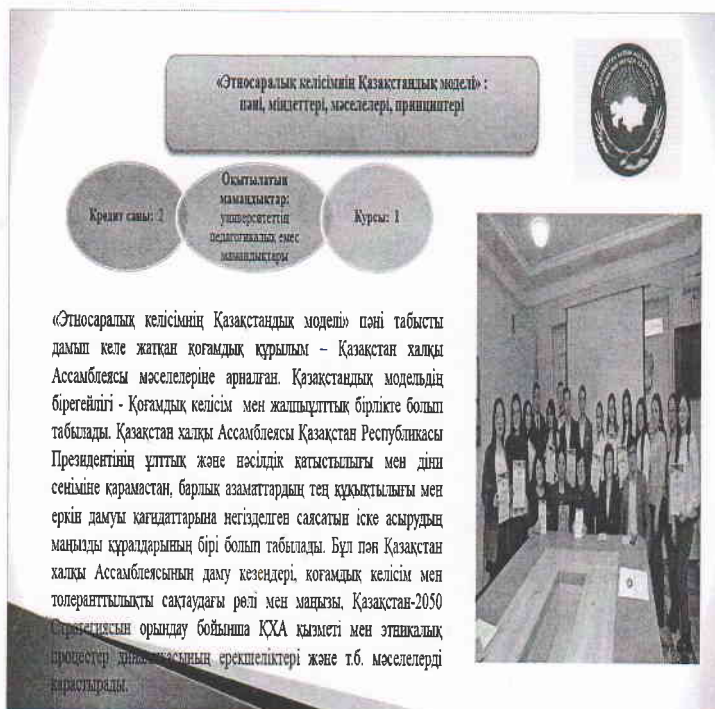 «Этносаралық келісімнің Қазақстандық моделі» :
пәні, міндеттері, мәселелері, принциптері
Кредит саны: 2
Оқытылатын
мамандықтар:
университеттің
педагогикалық емес
мамандықтары
Курсы: 1
«Этносаралық келісімнің Қазақстандық моделі» пәні табысты
дамып келе жатқан қоғамдық құрылым – Қазақстан халқы
Ассамблеясы мәселелеріне арналған. Қазақстандық модельдің
бірегейлігі - Қоғамдық келісім мен жалпыұлттық бірлікте болып
табылады. Қазақстан халқы Ассамблеясы Қазақстан Республикасы
Президентінің ұлттық және нәсілдік қатыстылығы мен діни
сеніміне қарамастан, барлық азаматтардың тең құқықтылығы мен
еркін дамуы қағидаттарына негізделген саясатын іске асырудың
маңызды құралдарының бірі болып табылады. Бұл пән Қазақстан
халқы Ассамблеясының даму кезеңдері, қоғамдық келісім мен
толеранттылықты сақтаудағы рөлі мен маңызы, Қазақстан-2050
Стратегиясын орындау бойынша ҚХА қызметі мен этникалық
процестер динамикасының ерекшеліктері және т.б. мәселелерді
қарастырады.